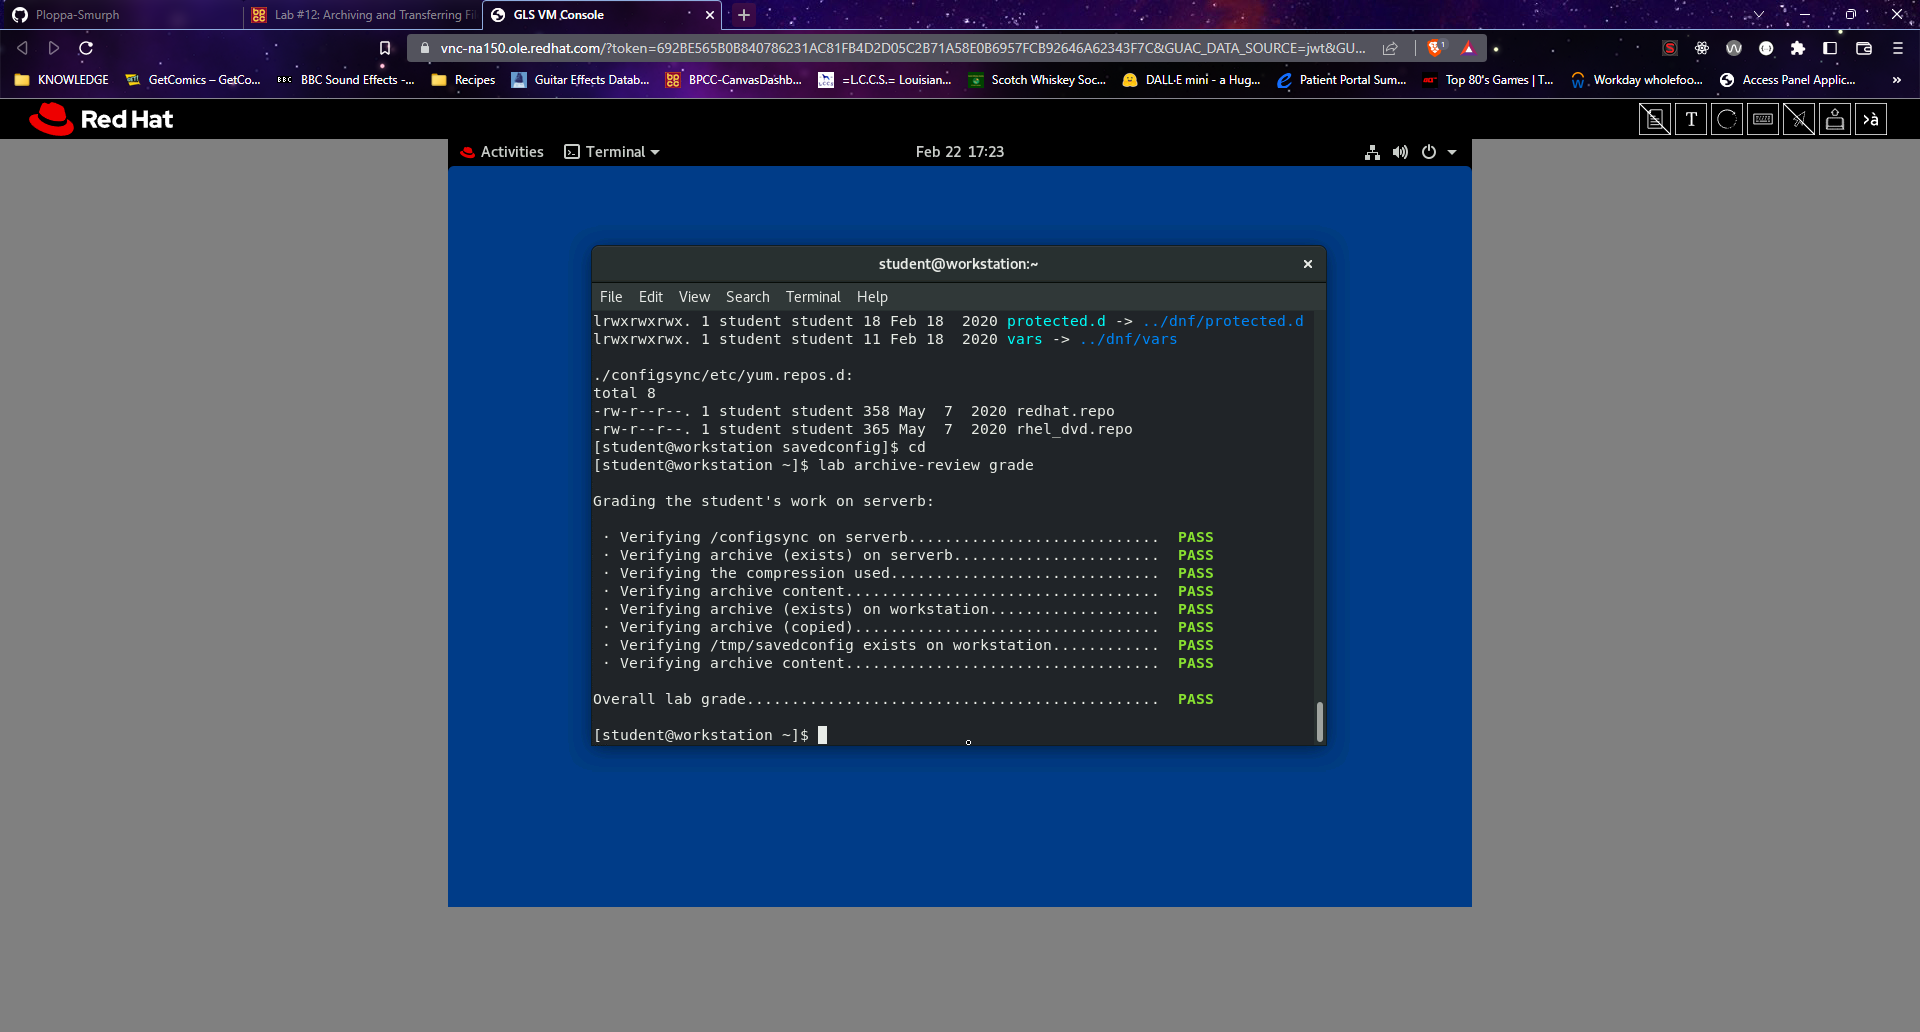 Ploppa-Smurph
Lab #12: Archiving and Transferring Fi
GLS VM Console
vnc-na150.ole.redhat.com/?token=692BE565B0B840786231AC81FB4D2D05C2B71A58E0B6957FCB92646A62343F7C&GUAC_DATA_SOURCE=jwt&GU...
KNOWLEDGE
GetComics – GetCo...
BBC BBC Sound Effects -...
Recipes
Guitar Effects Datab...
BPCC-CanvasDashb...
=L.C.C.S.= Louisian...
Scotch Whiskey Soc...
DALL·E mini - a Hug...
Patient Portal Sum...
Top 80's Games | T...
Workday wholefoo...
Access Panel Applic...
»
Red Hat
T
Activities Terminal Feb 22 17:23
student@workstation:~
File Edit View Search Terminal Help
lrwxrwxrwx. 1 student student 18 Feb 18  2020 protected.d -> ../dnf/protected.d
lrwxrwxrwx. 1 student student 11 Feb 18  2020 vars -> ../dnf/vars
./configsync/etc/yum.repos.d:
total 8
-rw-r--r--. 1 student student 358 May  7  2020 redhat.repo
-rw-r--r--. 1 student student 365 May  7  2020 rhel_dvd.repo
[student@workstation savedconfig]$ cd
[student@workstation ~]$ lab archive-review grade
Grading the student's work on serverb:
· Verifying /configsync on serverb............................  PASS
· Verifying archive (exists) on serverb.......................  PASS
· Verifying the compression used..............................  PASS
· Verifying archive content...................................  PASS
· Verifying archive (exists) on workstation...................  PASS
· Verifying archive (copied)..................................  PASS
· Verifying /tmp/savedconfig exists on workstation............  PASS
· Verifying archive content...................................  PASS
Overall lab grade..............................................  PASS
[student@workstation ~]$